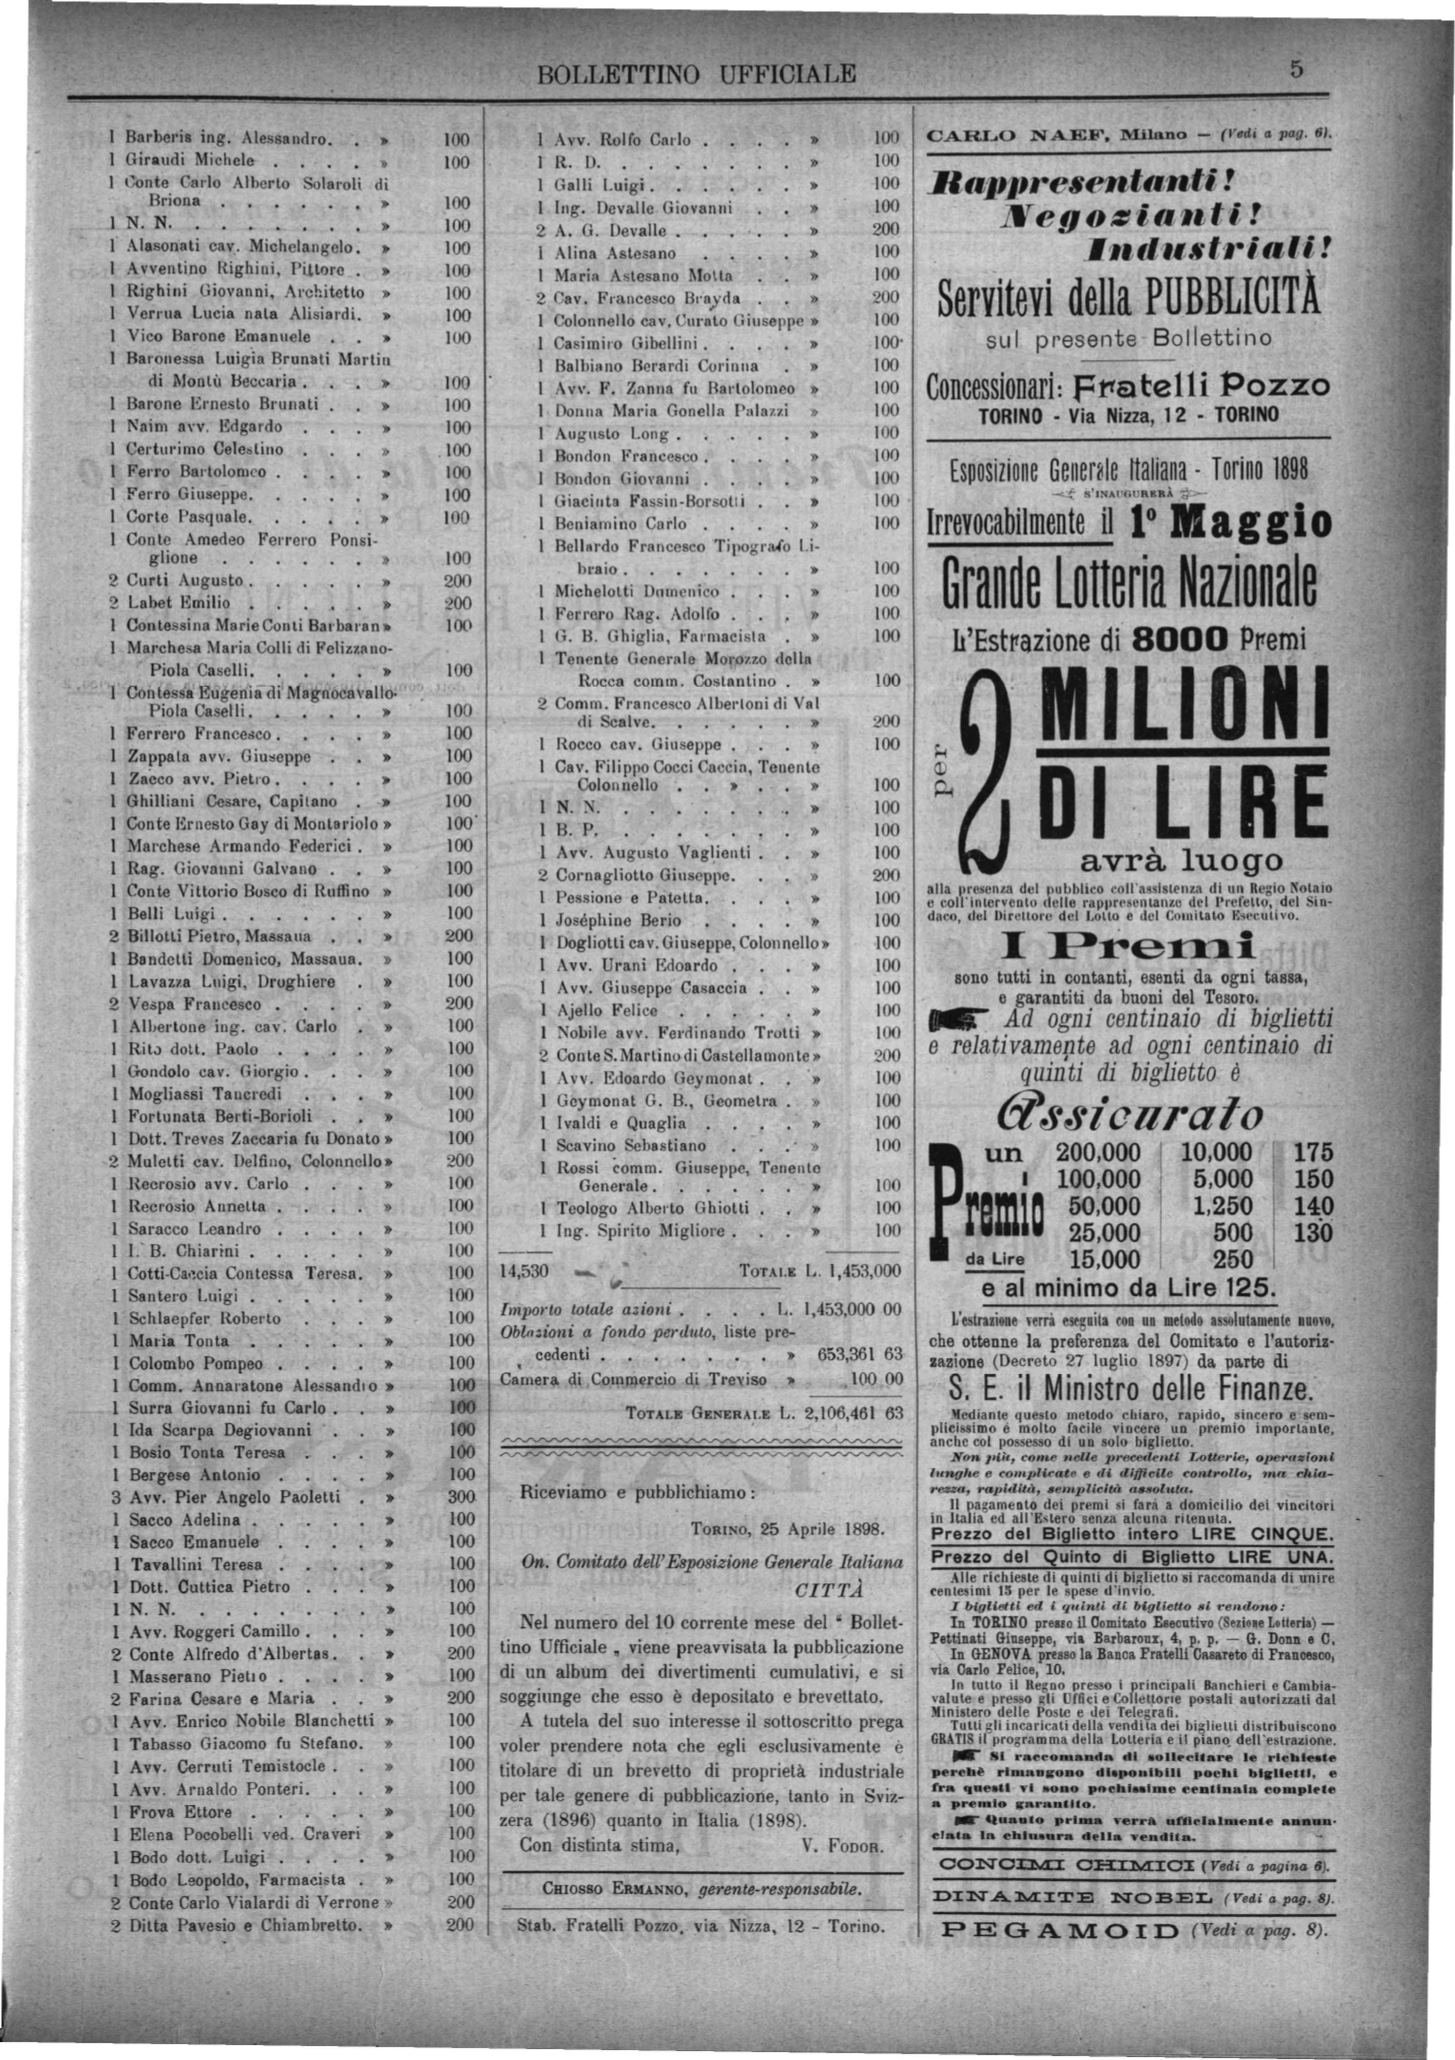 BOLLETTINO UFFICIALE
5
1 Barberis ing. Alessandro. . » 100
1 Giraudi Michele . . . . » 100
1 Conte Carlo Alberto Solaroli di
Briona . . . . . . » 100
1 N. N. . . . . . . . » 100
1 Alasonati cav. Michelangelo. » 100
1 Avventino Righini, Pittore . » 100
1 Righini Giovanni, Architetto » 100
1 Verrua Lucia nata Alisiardi. » 100
1 Vico Barone Emanuele . . » 100
1 Baronessa Luigia Brunati Martin
di Montù Beccaria . . . » 100
1 Barone Ernesto Brunati . . » 100
1 Naim avv. Edgardo . . . » 100
1 Certurimo Celestino . . . » 100
1 Ferro Bartolomeo . . . . » 100
1 Ferro Giuseppe. . . . . » 100
1 Corte Pasquale. . . . . » 100
1 Conte Amedeo Ferrero Ponsi-
glione . . . . . . » 100
2 Curti Augusto . . . . . » 200
2 Labet Emilio . . . . . » 200
1 Contessina Marie Conti Barbaran » 100
1 Marchesa Maria Colli di Felizzano-
Piola Caselli. . . . . » 100
1 Contessa Eugenia di Magnocavallo-
Piola Caselli. . . . . » 100
1 Ferrero Francesco . . . . » 100
1 Zappata avv. Giuseppe . . » 100
1 Zacco avv. Pietro . . . . » 100
1 Ghilliani Cesare, Capitano . » 100
1 Conte Ernesto Gay di Montariolo » 100
1 Marchese Armando Federici . » 100
1 Rag. Giovanni Galvano . . » 100
1 Conte Vittorio Bosco di Ruffino » 100
1 Belli Luigi . . . . . . » 100
2 Billotti Pietro, Massaua . . » 200
1 Bandetti Domenico, Massaua. » 100
1 Lavazza Luigi, Droghiere . » 100
2 Vespa Francesco . . . . » 200
1 Albertone ing. cav. Carlo . » 100
1 Rito dott. Paolo . . . . » 100
1 Gondolo cav. Giorgio . . . » 100
1 Mogliassi Tancredi . . . » 100
1 Fortunata Berti-Borioli . . » 100
1 Dott. Treves Zaccaria fu Donato » 100
2 Muletti cav. Delfino, Colonnello » 200
1 Recrosio avv. Carlo . . . » 100
1 Recrosio Annetta . . . . » 100
1 Saracco Leandro . . . . » 100
1 I. B. Chiarini . . . . . » 100
1 Cotti-Caccia Contessa Teresa. » 100
1 Santero Luigi . . . . . » 100
1 Schlaepfer Roberto . . . » 100
1 Maria Tonta . . . . . » 100
1 Colombo Pompeo . . . . » 100
1 Comm. Annaratone Alessandro » 100
1 Surra Giovanni fu Carlo . . » 100
1 Ida Scarpa Degiovanni . . » 100
1 Bosio Tonta Teresa . . . » 100
1 Bergese Antonio . . . . » 100
3 Avv. Pier Angelo Paoletti . » 300
1 Sacco Adelina . . . . . » 100
1 Sacco Emanuele . . . . » 100
1 Tavallini Teresa . . . . » 100
1 Dott. Cuttica Pietro . . . » 100
1 N. N. . . . . . . . » 100
1 Avv. Roggeri Camillo . . . » 100
2 Conte Alfredo d'Albertas. . » 200
1 Masserano Pietro . . . . » 100
2 Farina Cesare e Maria . . » 200
1 Avv. Enrico Nobile Blanchetti » 100
1 Tabasso Giacomo fu Stefano. » 100
1 Avv. Cerruti Temistocle . . » 100
1 Avv. Arnaldo Ponteri. . . » 100
1 Frova Ettore . . . . . » 100
1 Elena Pocobelli ved. Craveri » 100
1 Bodo dott. Luigi . . . . » 100
1 Bodo Leopoldo, Farmacista . » 100
2 Conte Carlo Vialardi di Verrone » 200
2 Ditta Pavesio e Chiambretto. » 200
1 Avv. Rolfo Carlo . . . . » 100
1 R. D. . . . . . . . » 100
1 Galli Luigi . . . . . . » 100
1 Ing. Devalle Giovanni . . » 100
2 A. G. Devalle . . . . . » 200
1 Alina Astesano . . . . » 100
1 Maria Astesano Motta . . » 100
2 Cav. Francesco Brayda . . » 200
1 Colonnello cav. Curato Giuseppe » 100
1 Casimiro Gibellini . . . . » 100
1 Balbiano Berardi Corinna . » 100
1 Avv. F. Zanna fu Bartolomeo » 100
1 Donna Maria Gonella Palazzi » 100
1 Augusto Long . . . . . » 100
1 Bondon Francesco . . . . » 100
1 Bondon Giovanni . . . . » 100
1 Giacinta Fassin-Borsotti . . » 100
1 Beniamino Carlo . . . . » 100
1 Bellardo Francesco Tipografo Li-
braio . . . . . . . » 100
1 Michelotti Domenico . . . » 100
1 Ferrero Rag. Adolfo . . . » 100
1 G. B. Ghiglia, Farmacista . » 100
1 Tenente Generale Morozzo della
Rocca comm. Costantino . » 100
2 Comm. Francesco Albertoni di Val
di Scalve. . . . . . » 200
1 Rocco cav. Giuseppe . . . » 100
1 Cav. Filippo Cocci Caccia, Tenente
Colonnello . . » . . » 100
1 N. N. . . . . . . . » 100
1 B. P. . . . . . . . » 100
1 Avv. Augusto Vaglienti . . » 100
2 Cornagliotto Giuseppe. . . » 200
1 Pessione e Patetta. . . . » 100
1 Joséphine Berio . . . . » 100
1 Dogliotti cav. Giuseppe, Colonnello » 100
1 Avv. Urani Edoardo . . . » 100
1 Avv. Giuseppe Casaccia . . » 100
1 Ajello Felice . . . . . » 100
1 Nobile avv. Ferdinando Trotti » 100
2 Conte S. Martino di Castellamonte » 200
1 Avv. Edoardo Geymonat . . » 100
1 Geymonat G. B., Geometra . » 100
1 Ivaldi e Quaglia . . . . » 100
1 Scavino Sebastiano . . . » 100
1 Rossi comm. Giuseppe, Tenente
Generale . . . . . . » 100
1 Teologo Alberto Ghiotti . . » 100
1 Ing. Spirito Migliore . . . » 100
14,530 — TOTALE L. 1,453,000
Importo totale azioni . . . . L. 1,453,000 00
Oblazioni a fondo perduto, liste pre-
cedenti . . . . . . . » 653,361 63
Camera di Commercio di Treviso » 100 00
TOTALE GENERALE L. 2,106,461 63
Riceviamo e pubblichiamo :
TORINO, 25 Aprile 1898.
On. Comitato dell'Esposizione Generale Italiana
CITTÀ
Nel numero del 10 corrente mese del “ Bollet-
tino Ufficiale „ viene preavvisata la pubblicazione
di un album dei divertimenti cumulativi, e si
soggiunge che esso è depositato e brevettato.
A tutela del suo interesse il sottoscritto prega
voler prendere nota che egli esclusivamente è
titolare di un brevetto di proprietà industriale
per tale genere di pubblicazione, tanto in Sviz-
zera (1896) quanto in Italia (1898).
Con distinta stima, V. FODOR.
CHIOSSO ERMANNO, gerente-responsabile.
Stab. Fratelli Pozzo, via Nizza, 12 - Torino.
CARLO NAEF, Milano — (Vedi a pag. 6).
Rappresentanti!
Negozianti!
Industriali!
Servitevi della PUBBLICITÀ
sul presente Bollettino
Concessionari: Fratelli Pozzo
TORINO - Via Nizza, 12 - TORINO
Esposizione Generale Italiana - Torino 1898
S'INAUGURERÀ
Irrevocabilmente il 1º Maggio
Grande Lotteria Nazionale
L'Estrazione di 8000 Premi
per 2 MILIONI
DI LIRE
avrà luogo
alla presenza del pubblico coll'assistenza di un Regio Notaio
e coll'intervento delle rappresentanze del Prefetto, del Sin-
daco, del Direttore del Lotto e del Comitato Esecutivo.
I Premi
sono tutti in contanti, esenti da ogni tassa,
e garantiti da buoni del Tesoro.
Ad ogni centinaio di biglietti
e relativamente ad ogni centinaio di
quinti di biglietto è
Assicurato
un Premio da Lire
200,000 10,000 175
100,000 5,000 150
50,000 1,250 140
25,000 500 130
15,000 250
e al minimo da Lire 125.
L'estrazione verrà eseguita con un metodo assolutamente nuovo,
che ottenne la preferenza del Comitato e l'autoriz-
zazione (Decreto 27 luglio 1897) da parte di
S. E. il Ministro delle Finanze.
Mediante questo metodo chiaro, rapido, sincero e sem-
plicissimo è molto facile vincere un premio importante,
anche col possesso di un solo biglietto.
Non più, come nelle precedenti Lotterie, operazioni
lunghe e complicate e di difficile controllo, ma chia-
rezza, rapidità, semplicità assoluta.
Il pagamento dei premi si farà a domicilio dei vincitori
in Italia ed all'Estero senza alcuna ritenuta.
Prezzo del Biglietto intero LIRE CINQUE.
Prezzo del Quinto di Biglietto LIRE UNA.
Alle richieste di quinti di biglietto si raccomanda di unire
centesimi 15 per le spese d'invio.
I biglietti ed i quinti di biglietto si vendono:
In TORINO presso il Comitato Esecutivo (Sezione Lotteria) —
Pettinati Giuseppe, via Barbaroux, 4, p. p. — G. Donn e C.
In GENOVA presso la Banca Fratelli Casareto di Francesco,
via Carlo Felice, 10.
In tutto il Regno presso i principali Banchieri e Cambia-
valute e presso gli Uffici e Collettorie postali autorizzati dal
Ministero delle Poste e dei Telegrafi.
Tutti gli incaricati della vendita dei biglietti distribuiscono
GRATIS il programma della Lotteria e il piano dell'estrazione.
Si raccomanda di sollecitare le richieste
perchè rimangono disponibili pochi biglietti, e
fra questi vi sono pochissime centinaia complete
a premio garantito.
Quanto prima verrà ufficialmente annun-
ciata la chiusura della vendita.
CONCIMI CHIMICI (Vedi a pagina 6).
DINAMITE NOBEL (Vedi a pag. 8).
PEGAMOID (Vedi a pag. 8).